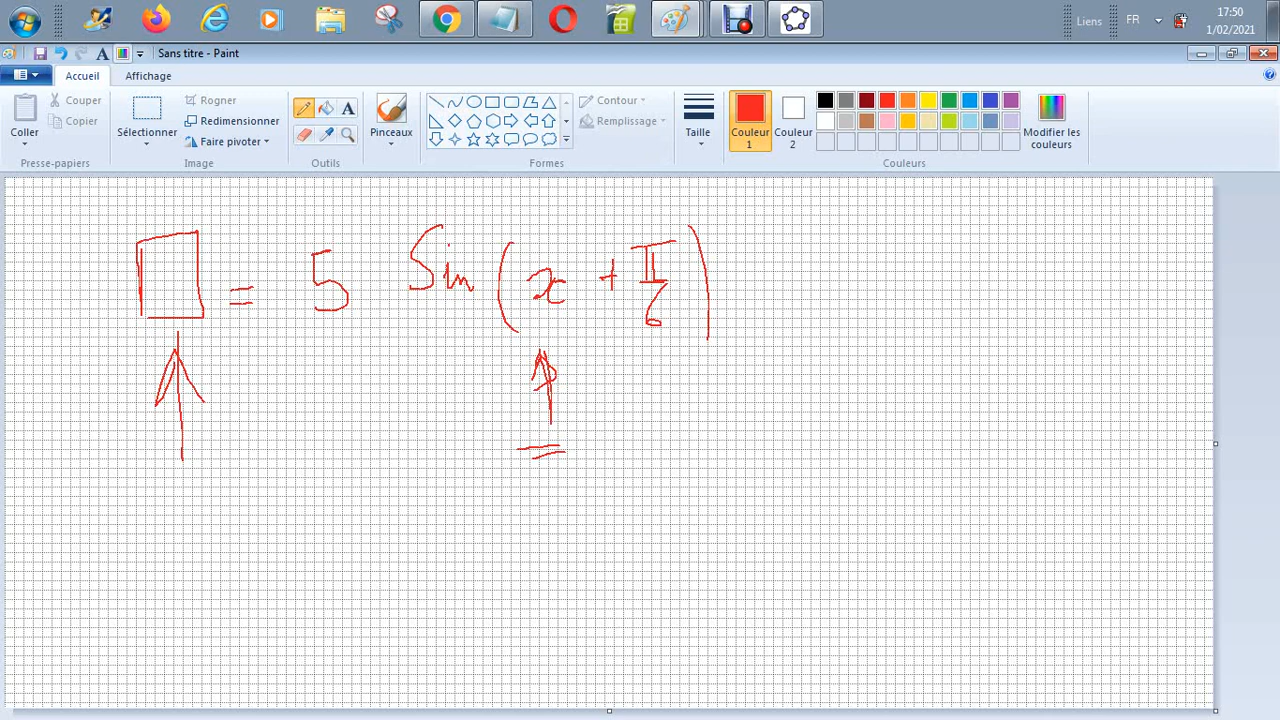 17:50
Liens FR
1/02/2021
Sans titre - Paint
Accueil Affichage
Coller
Couper
Copier
Presse-papiers
Sélectionner
Rogner
Redimensionner
Faire pivoter
Image
A
Outils
Pinceaux
Contour
Remplissage
Formes
Taille
Couleur 1
Couleur 2
Modifier les couleurs
Couleurs
□ = 5 Sin(x + π/6)